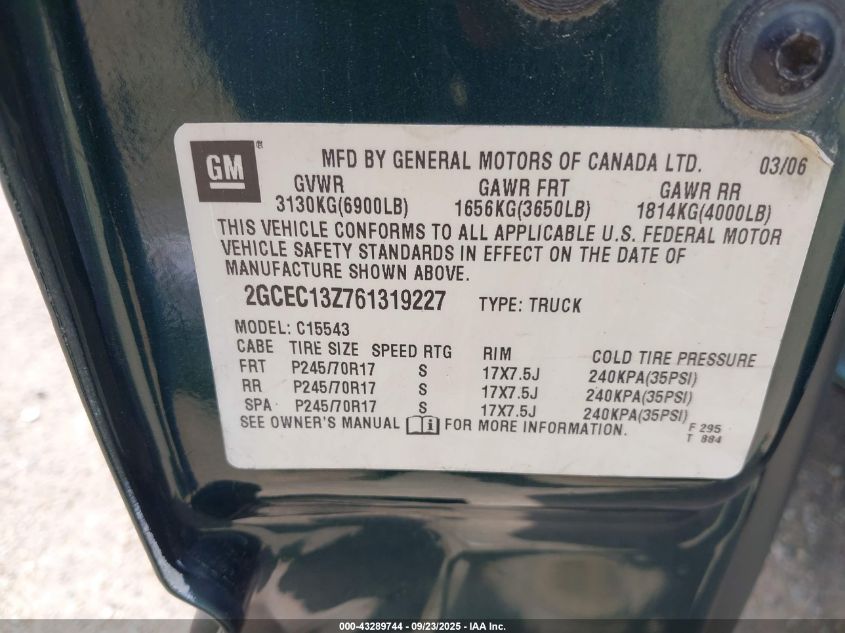 GM® MFD BY GENERAL MOTORS OF CANADA LTD. 03/06
GVWR GAWR FRT GAWR RR
3130KG(6900LB) 1656KG(3650LB) 1814KG(4000LB)
THIS VEHICLE CONFORMS TO ALL APPLICABLE U.S. FEDERAL MOTOR
VEHICLE SAFETY STANDARDS IN EFFECT ON THE DATE OF
MANUFACTURE SHOWN ABOVE.
2GCEC13Z761319227 TYPE: TRUCK
MODEL: C15543
CABE TIRE SIZE SPEED RTG RIM COLD TIRE PRESSURE
FRT P245/70R17 S 17X7.5J 240KPA(35PSI)
RR P245/70R17 S 17X7.5J 240KPA(35PSI)
SPA P245/70R17 S 17X7.5J 240KPA(35PSI)
SEE OWNER'S MANUAL i FOR MORE INFORMATION. F 295
T 884
000-43289744 - 09/23/2025 - IAA Inc.